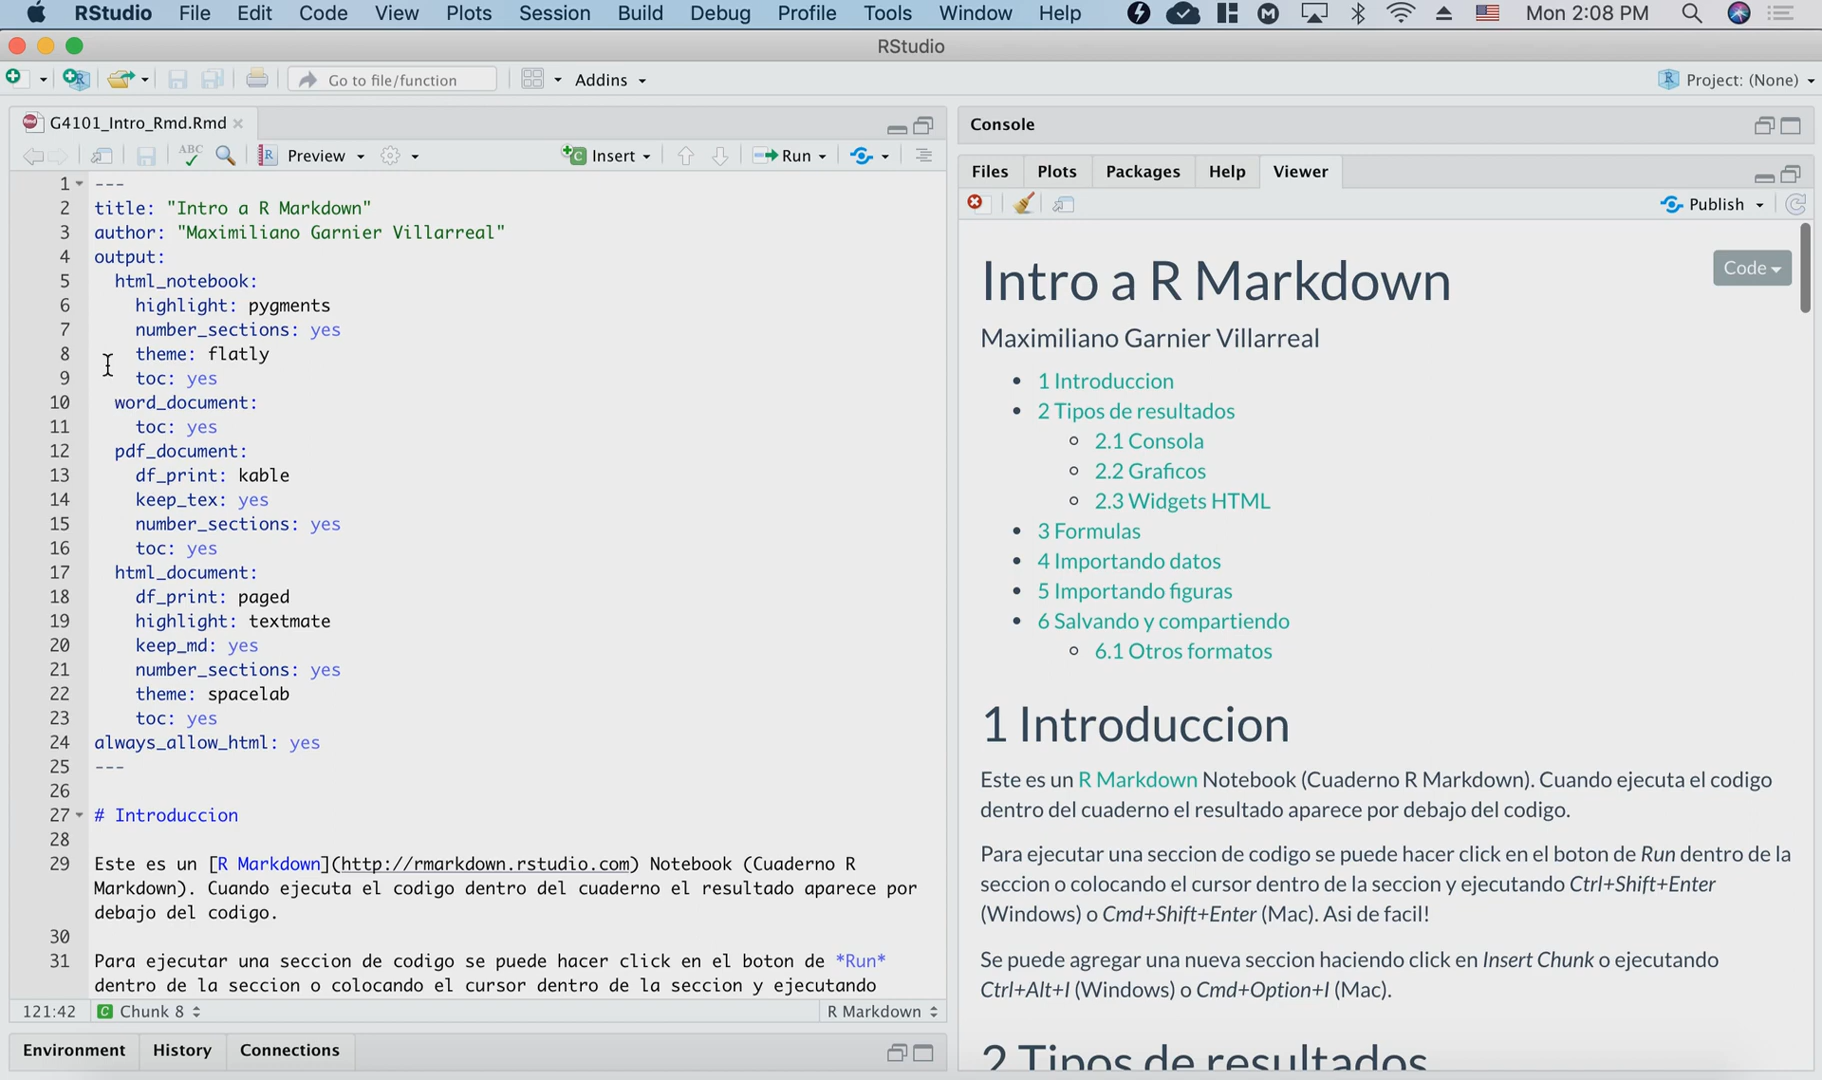 RStudio File Edit Code View Plots Session Build Debug Profile Tools Window Help Mon 2:08 PM
RStudio
Go to file/function Addins Project: (None)
G4101_Intro_Rmd.Rmd
ABC Preview Insert Run
1 ---
2 title: "Intro a R Markdown"
3 author: "Maximiliano Garnier Villarreal"
4 output:
5 html_notebook:
6 highlight: pygments
7 number_sections: yes
8 theme: flatly
9 toc: yes
10 word_document:
11 toc: yes
12 pdf_document:
13 df_print: kable
14 keep_tex: yes
15 number_sections: yes
16 toc: yes
17 html_document:
18 df_print: paged
19 highlight: textmate
20 keep_md: yes
21 number_sections: yes
22 theme: spacelab
23 toc: yes
24 always_allow_html: yes
25 ---
26
27 # Introduccion
28
29 Este es un [R Markdown](http://rmarkdown.rstudio.com) Notebook (Cuaderno R
Markdown). Cuando ejecuta el codigo dentro del cuaderno el resultado aparece por
debajo del codigo.
30
31 Para ejecutar una seccion de codigo se puede hacer click en el boton de *Run*
dentro de la seccion o colocando el cursor dentro de la seccion y ejecutando
121:42 C Chunk 8 R Markdown
Environment History Connections
Console
Files Plots Packages Help Viewer
Publish
Intro a R Markdown
Code
Maximiliano Garnier Villarreal
1 Introduccion
2 Tipos de resultados
2.1 Consola
2.2 Graficos
2.3 Widgets HTML
3 Formulas
4 Importando datos
5 Importando figuras
6 Salvando y compartiendo
6.1 Otros formatos
1 Introduccion
Este es un R Markdown Notebook (Cuaderno R Markdown). Cuando ejecuta el codigo
dentro del cuaderno el resultado aparece por debajo del codigo.
Para ejecutar una seccion de codigo se puede hacer click en el boton de Run dentro de la
seccion o colocando el cursor dentro de la seccion y ejecutando Ctrl+Shift+Enter
(Windows) o Cmd+Shift+Enter (Mac). Asi de facil!
Se puede agregar una nueva seccion haciendo click en Insert Chunk o ejecutando
Ctrl+Alt+I (Windows) o Cmd+Option+I (Mac).
2 Tipos de resultados